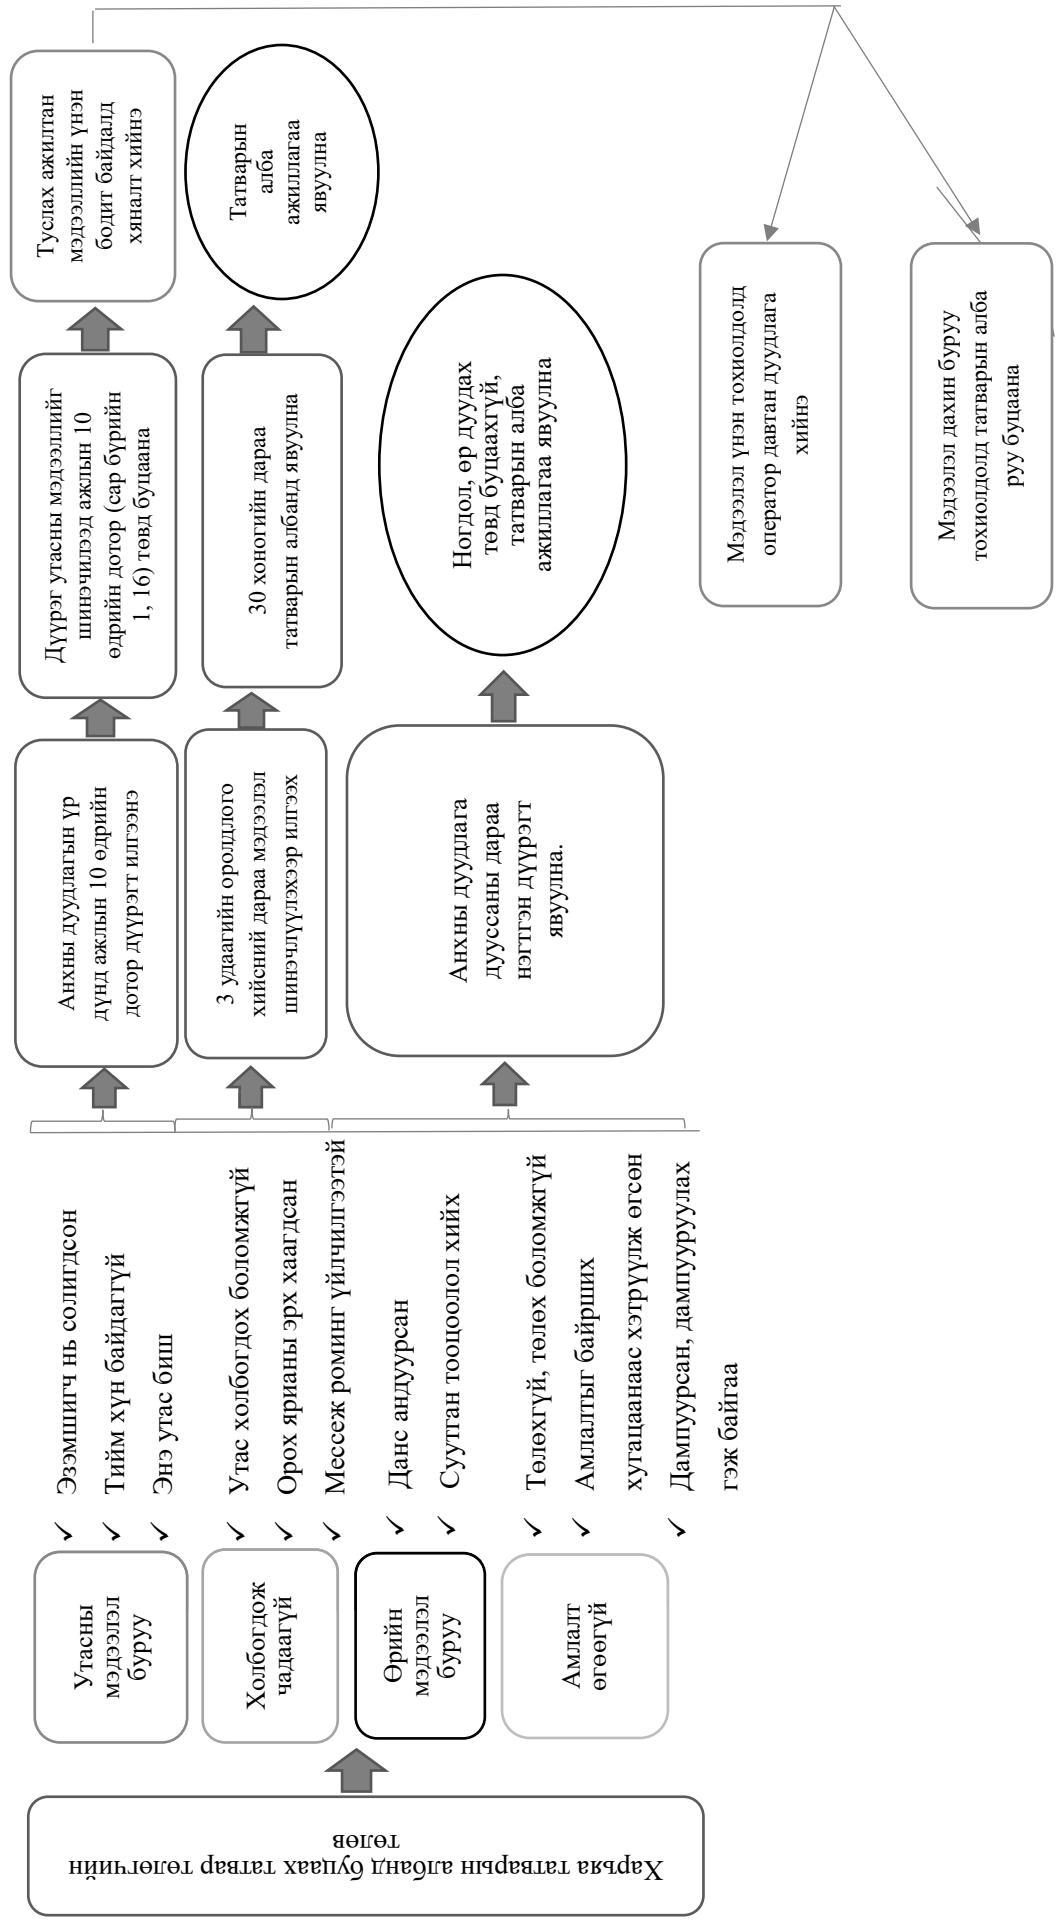 Харьяа татварын албанд буцаах татвар төлөгчийн
төлөв
Утасны
мэдээлэл
буруу
✓ Эзэмшигч нь солигдсон
✓ Тийм хүн байдаггүй
✓ Энэ утас биш
Анхны дуудлагын үр
дүнд ажлын 10 өдрийн
дотор дүүрэгт илгээнэ
Дүүрэг утасны мэдээллийг
шинэчилээд ажлын 10
өдрийн дотор (сар бүрийн
1, 16) төвд буцаана
Туслах ажилтан
мэдээллийн үнэн
бодит байдалд
хяналт хийнэ
Холбогдож
чадаагүй
✓ Утас холбогдох боломжгүй
✓ Орох ярианы эрх хаагдсан
✓ Мессеж роминг үйлчилгээтэй
3 удаагийн оролдлого
хийсний дараа мэдээлэл
шинэчлүүлэхээр илгээх
30 хоногийн дараа
татварын албанд явуулна
Татварын
алба
ажиллагаа
явуулна
Өрийн
мэдээлэл
буруу
✓ Данс андуурсан
✓ Суутган тооцоолол хийх
Амлалт
өгөөгүй
✓ Төлөхгүй, төлөх боломжгүй
✓ Амлалтыг байрших
хугацаанаас хэтрүүлж өгсөн
✓ Дампуурсан, дампууруулах
гэж байгаа
Анхны дуудлага
дууссаны дараа
нэгтгэн дүүрэгт
явуулна.
Ногдол, өр дуудах
төвд буцаахгүй,
татварын алба
ажиллагаа явуулна
Мэдээлэл үнэн тохиолдолд
оператор давтан дуудлага
хийнэ
Мэдээлэл дахин буруу
тохиолдолд татварын алба
руу буцаана